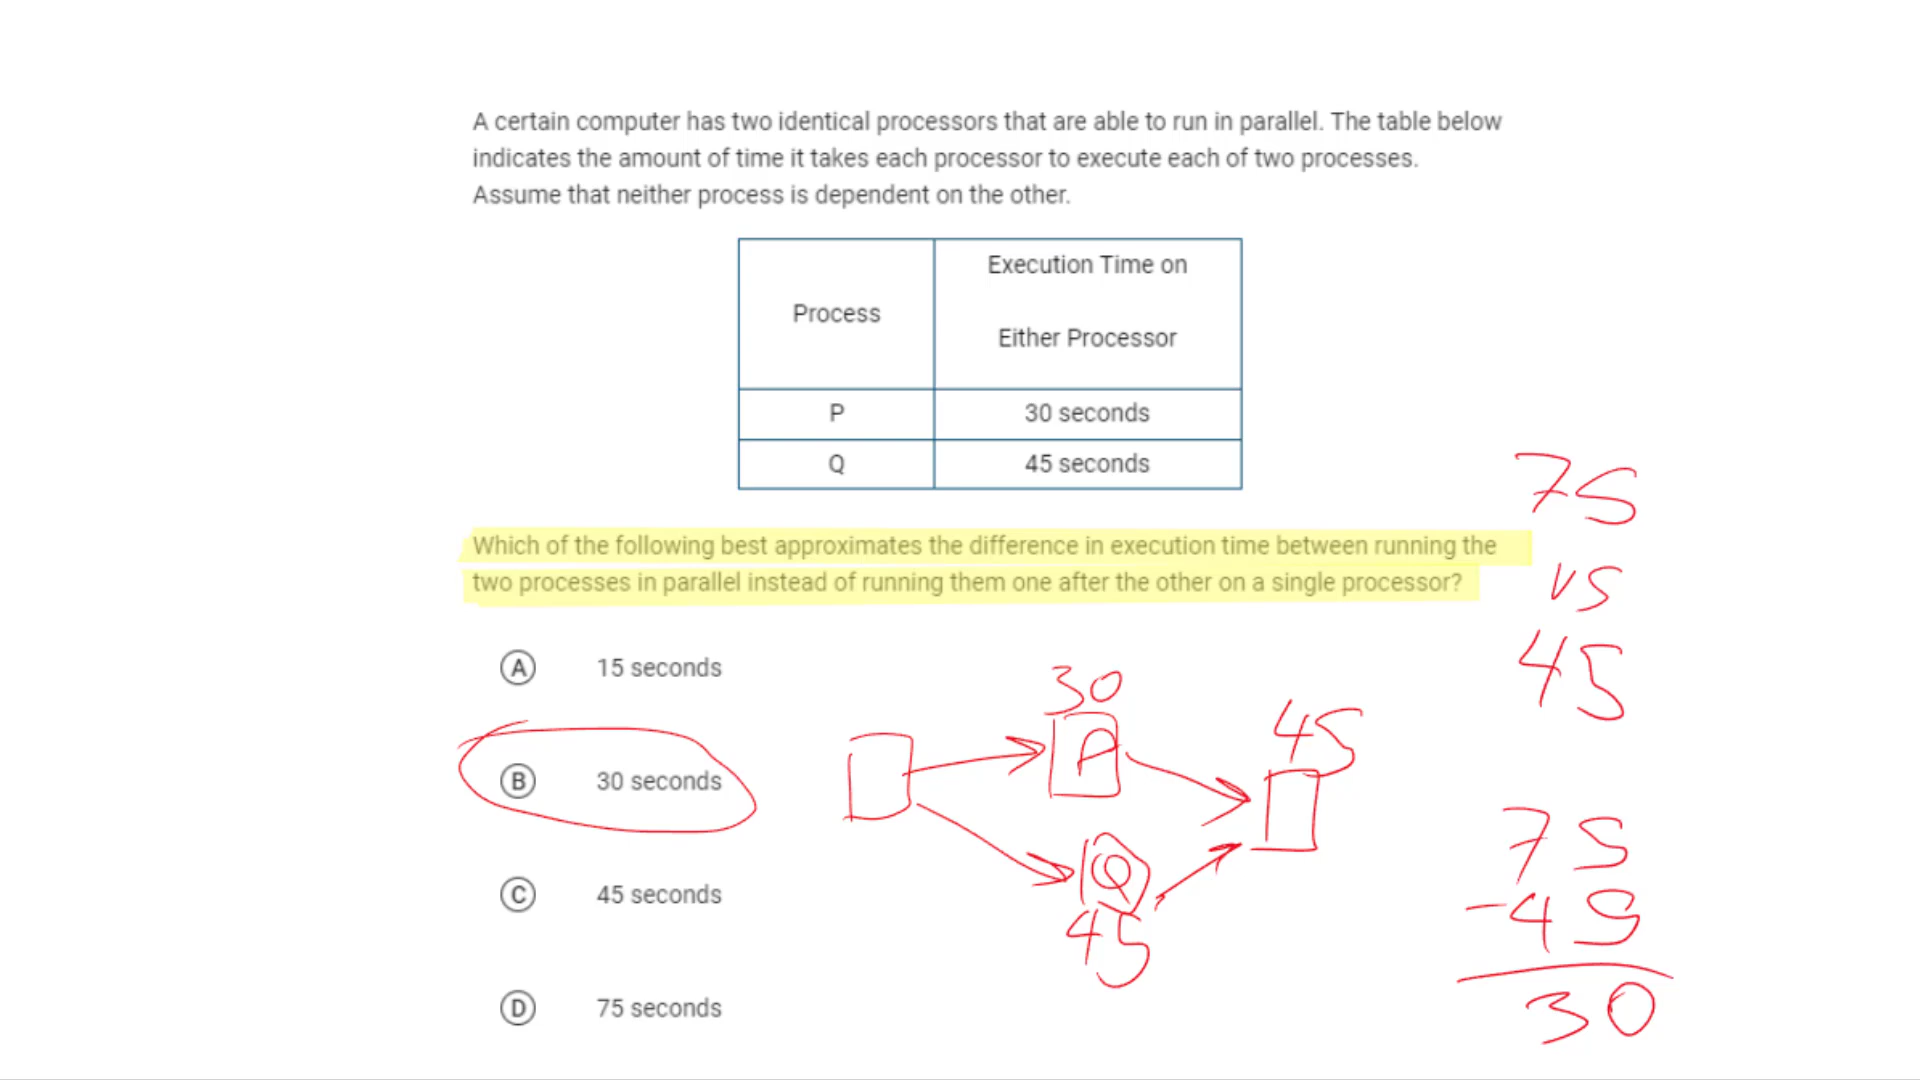 A certain computer has two identical processors that are able to run in parallel. The table below
indicates the amount of time it takes each processor to execute each of two processes.
Assume that neither process is dependent on the other.
Process
Execution Time on
Either Processor
P
30 seconds
Q
45 seconds
Which of the following best approximates the difference in execution time between running the
two processes in parallel instead of running them one after the other on a single processor?
A 15 seconds
B 30 seconds
C 45 seconds
D 75 seconds
30
P
Q
45
45
75
vs
45
75
-45
30